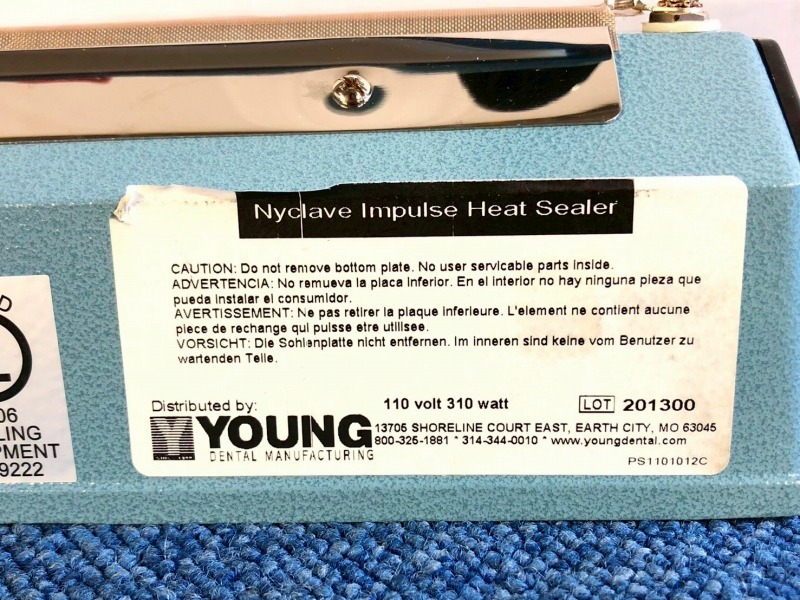 Nyclave Impulse Heat Sealer
CAUTION: Do not remove bottom plate. No user servicable parts inside.
ADVERTENCIA: No remueva la placa inferior. En el interior no hay ninguna pieza que
pueda instalar el consumidor.
AVERTISSEMENT: Ne pas retirer la plaque inferieure. L'element ne contient aucune
piece de rechange qui puisse etre utilisee.
VORSICHT: Die Sohlenplatte nicht entfernen. Im inneren sind keine vom Benutzer zu
wartenden Teile.
Distributed by:
110 volt 310 watt
LOT 201300
YOUNG
DENTAL MANUFACTURING
13705 SHORELINE COURT EAST, EARTH CITY, MO 63045
800-325-1881 * 314-344-0010 * www.youngdental.com
PS1101012C
D
L
06
LING
PMENT
9222